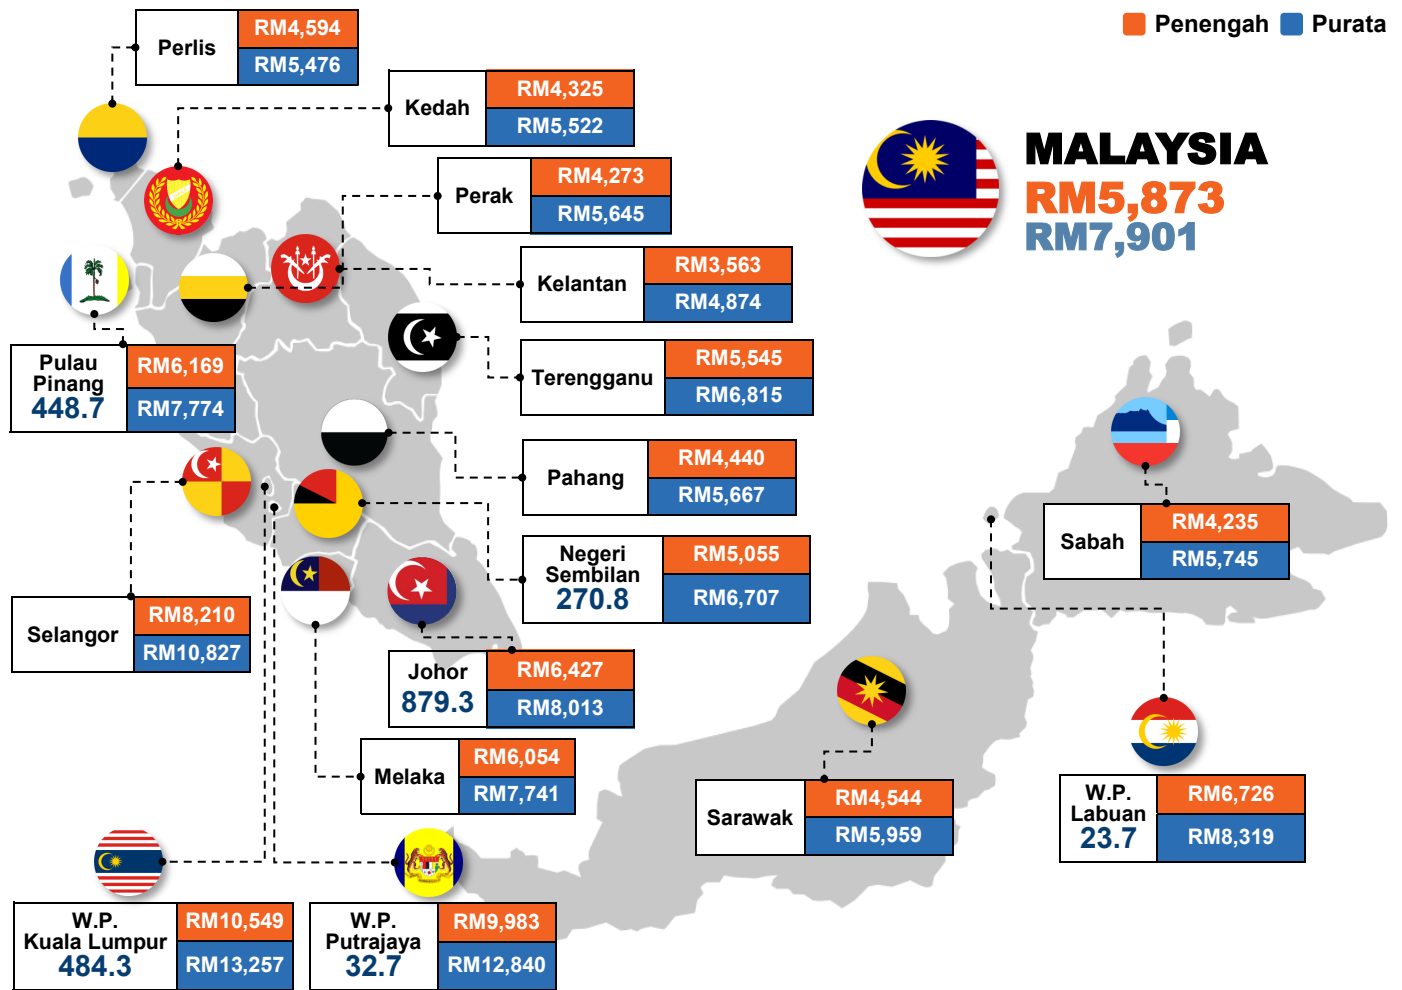 Penengah
Purata
Perlis
RM4,594
RM5,476
Kedah
RM4,325
RM5,522
MALAYSIA
RM5,873
RM7,901
Perak
RM4,273
RM5,645
Kelantan
RM3,563
RM4,874
Pulau
Pinang
448.7
RM6,169
RM7,774
Terengganu
RM5,545
RM6,815
Pahang
RM4,440
RM5,667
Sabah
RM4,235
RM5,745
Negeri
Sembilan
270.8
RM5,055
RM6,707
Selangor
RM8,210
RM10,827
Johor
879.3
RM6,427
RM8,013
Melaka
RM6,054
RM7,741
Sarawak
RM4,544
RM5,959
W.P.
Labuan
23.7
RM6,726
RM8,319
W.P.
Kuala Lumpur
484.3
RM10,549
RM13,257
W.P.
Putrajaya
32.7
RM9,983
RM12,840